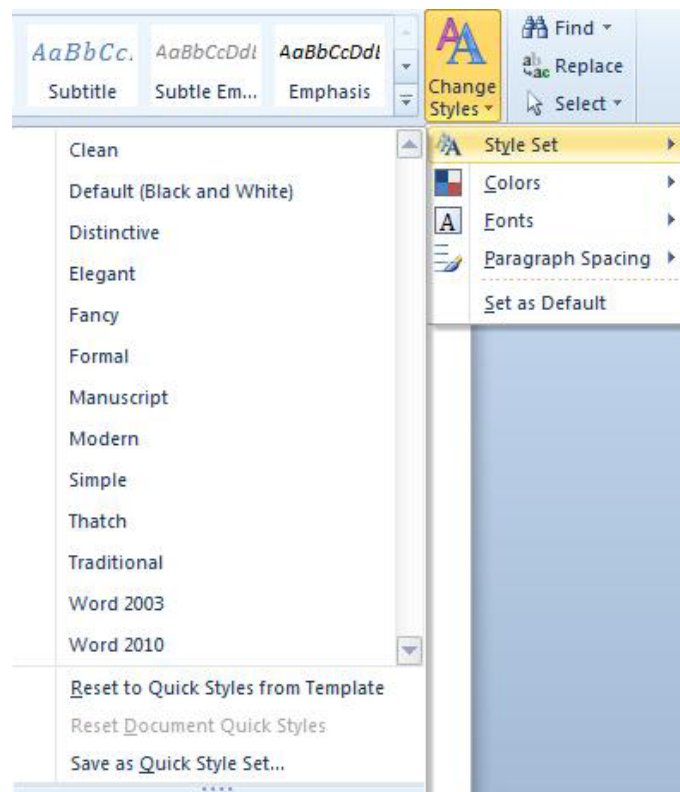 AaBbCc.
AaBbCcDdl
AaBbCcDdl
Subtitle
Subtle Em...
Emphasis
Change
Styles
Find
Replace
Select
Style Set
Colors
Fonts
Paragraph Spacing
Set as Default
Clean
Default (Black and White)
Distinctive
Elegant
Fancy
Formal
Manuscript
Modern
Simple
Thatch
Traditional
Word 2003
Word 2010
Reset to Quick Styles from Template
Reset Document Quick Styles
Save as Quick Style Set...